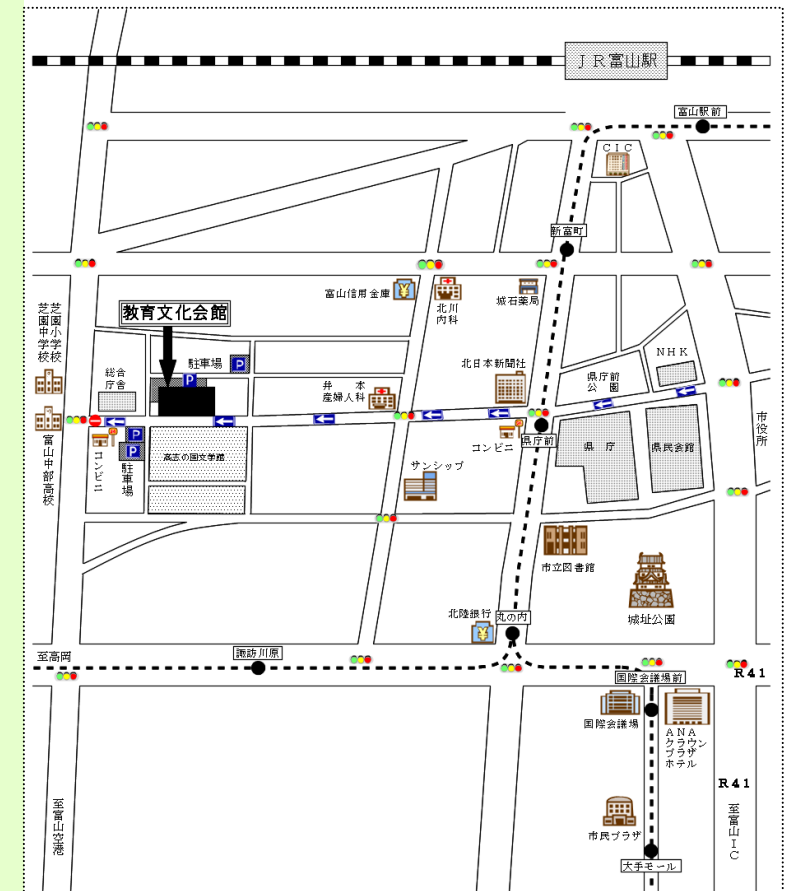 ＪＲ富山駅
富山駅前
ＣＩＣ
新富町
富山信用金庫
北川
内科
城石薬局
芝園小学校
芝園中学校
教育文化会館
駐車場
P
P
総合
庁舎
弁本
産婦人科
北日本新聞社
県庁前
公園
ＮＨＫ
市役所
富山中部高校
コンビニ
P
P
駐車場
高志の国文学館
サンシップ
コンビニ
県庁前
県庁
県民会館
市立図書館
城址公園
北陸銀行
丸の内
至高岡
諏訪川原
Ｒ４１
国際会議場前
国際会議場
ＡＮＡ
クラウン
プラザ
ホテル
Ｒ４１
至富山空港
市民プラザ
至富山ＩＣ
大手モール